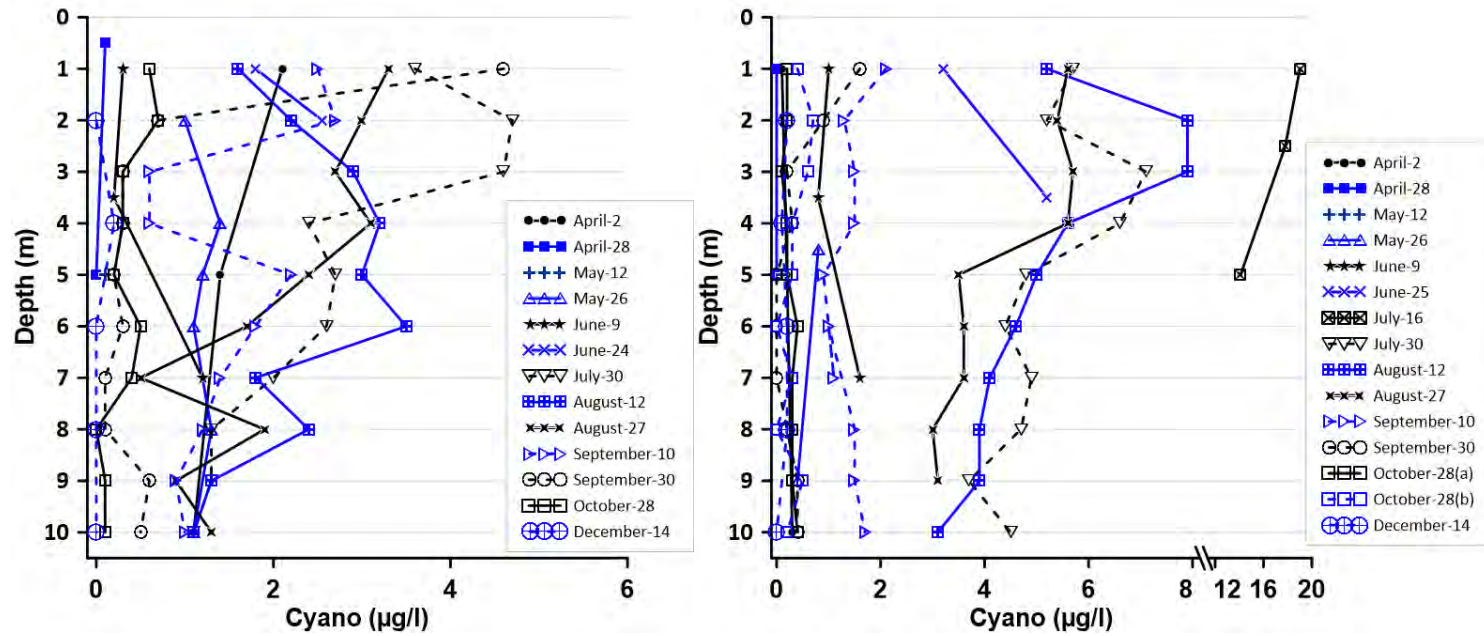 0
1
2
3
4
5
6
7
8
9
10
Depth (m)
0 2 4 6
Cyano (µg/l)
April-2
April-28
May-12
May-26
June-9
June-24
July-30
August-12
August-27
September-10
September-30
October-28
December-14
0
1
2
3
4
5
6
7
8
9
10
Depth (m)
0 2 4 6 8 12 16 20
Cyano (µg/l)
April-2
April-28
May-12
May-26
June-9
June-25
July-16
July-30
August-12
August-27
September-10
September-30
October-28(a)
October-28(b)
December-14